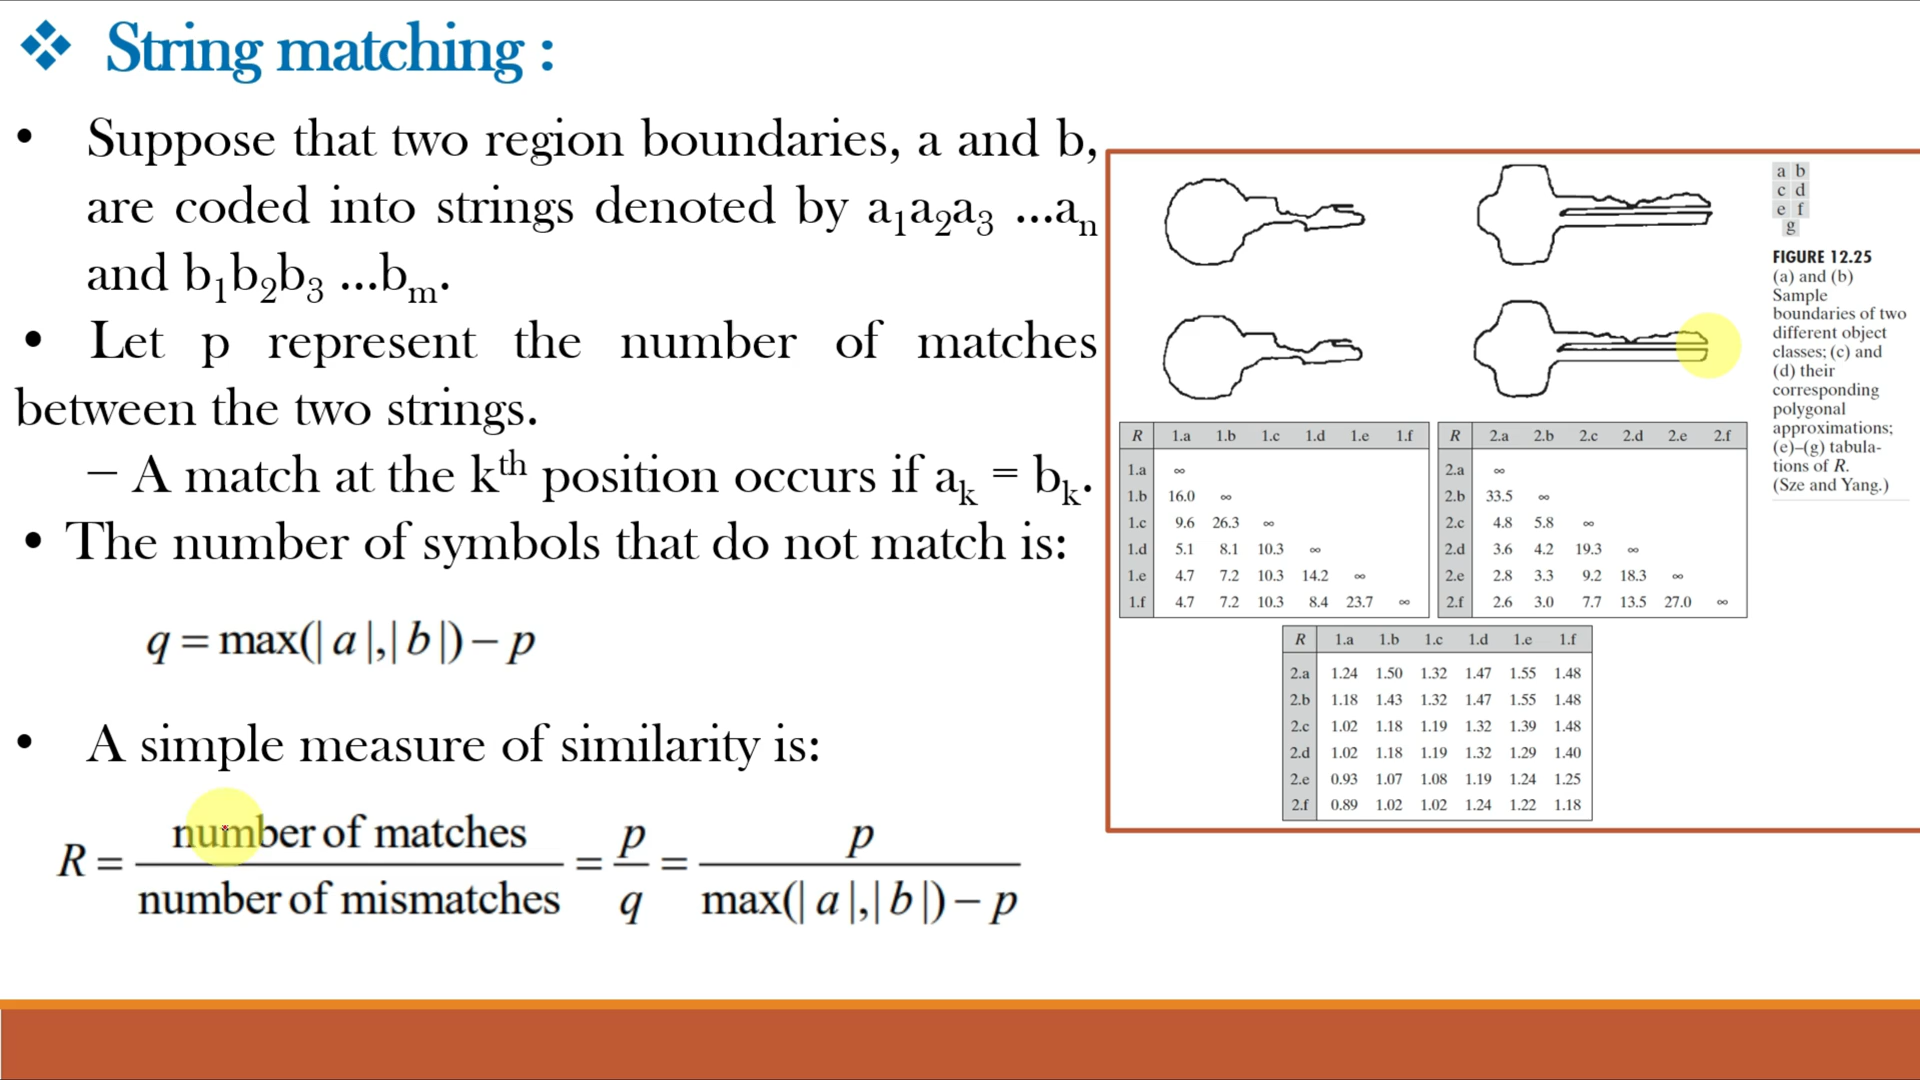 ❖ String matching :
• Suppose that two region boundaries, a and b,
are coded into strings denoted by a₁a₂a₃ ...aₙ
and b₁b₂b₃ ...bₘ.
• Let p represent the number of matches
between the two strings.
– A match at the kᵗʰ position occurs if aₖ = bₖ.
• The number of symbols that do not match is:
q = max(| a |,| b |) − p
• A simple measure of similarity is:
R = number of matches / number of mismatches = p / q = p / max(| a |,| b |) − p
a b
c d
e f
g
FIGURE 12.25
(a) and (b)
Sample
boundaries of two
different object
classes; (c) and
(d) their
corresponding
polygonal
approximations;
(e)–(g) tabula-
tions of R.
(Sze and Yang.)
R 1.a 1.b 1.c 1.d 1.e 1.f
1.a ∞
1.b 16.0 ∞
1.c 9.6 26.3 ∞
1.d 5.1 8.1 10.3 ∞
1.e 4.7 7.2 10.3 14.2 ∞
1.f 4.7 7.2 10.3 8.4 23.7 ∞
R 2.a 2.b 2.c 2.d 2.e 2.f
2.a ∞
2.b 33.5 ∞
2.c 4.8 5.8 ∞
2.d 3.6 4.2 19.3 ∞
2.e 2.8 3.3 9.2 18.3 ∞
2.f 2.6 3.0 7.7 13.5 27.0 ∞
R 1.a 1.b 1.c 1.d 1.e 1.f
2.a 1.24 1.50 1.32 1.47 1.55 1.48
2.b 1.18 1.43 1.32 1.47 1.55 1.48
2.c 1.02 1.18 1.19 1.32 1.39 1.48
2.d 1.02 1.18 1.19 1.32 1.29 1.40
2.e 0.93 1.07 1.08 1.19 1.24 1.25
2.f 0.89 1.02 1.02 1.24 1.22 1.18